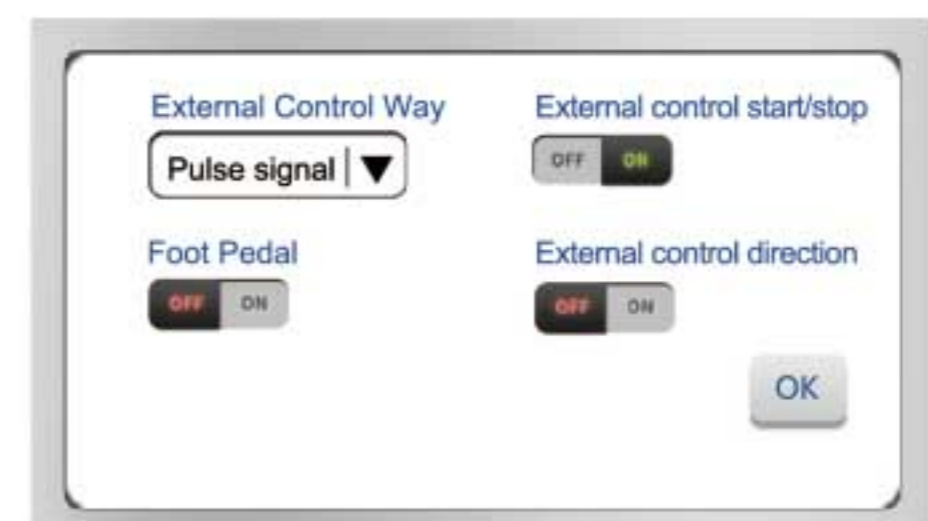 External Control Way
External control start/stop
Pulse signal
OFF ON
Foot Pedal
External control direction
OFF ON
OFF ON
OK